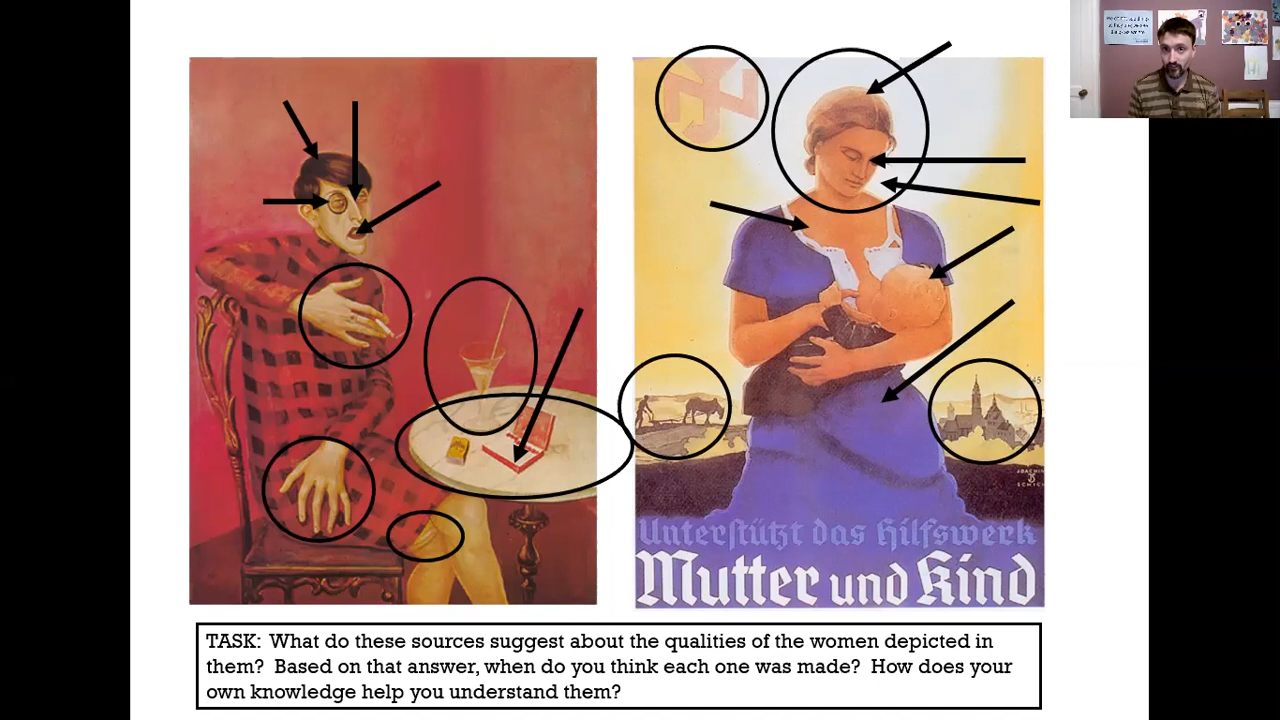 Unterstützt das Hilfswerk
Mutter und Kind
TASK: What do these sources suggest about the qualities of the women depicted in
them? Based on that answer, when do you think each one was made? How does your
own knowledge help you understand them?